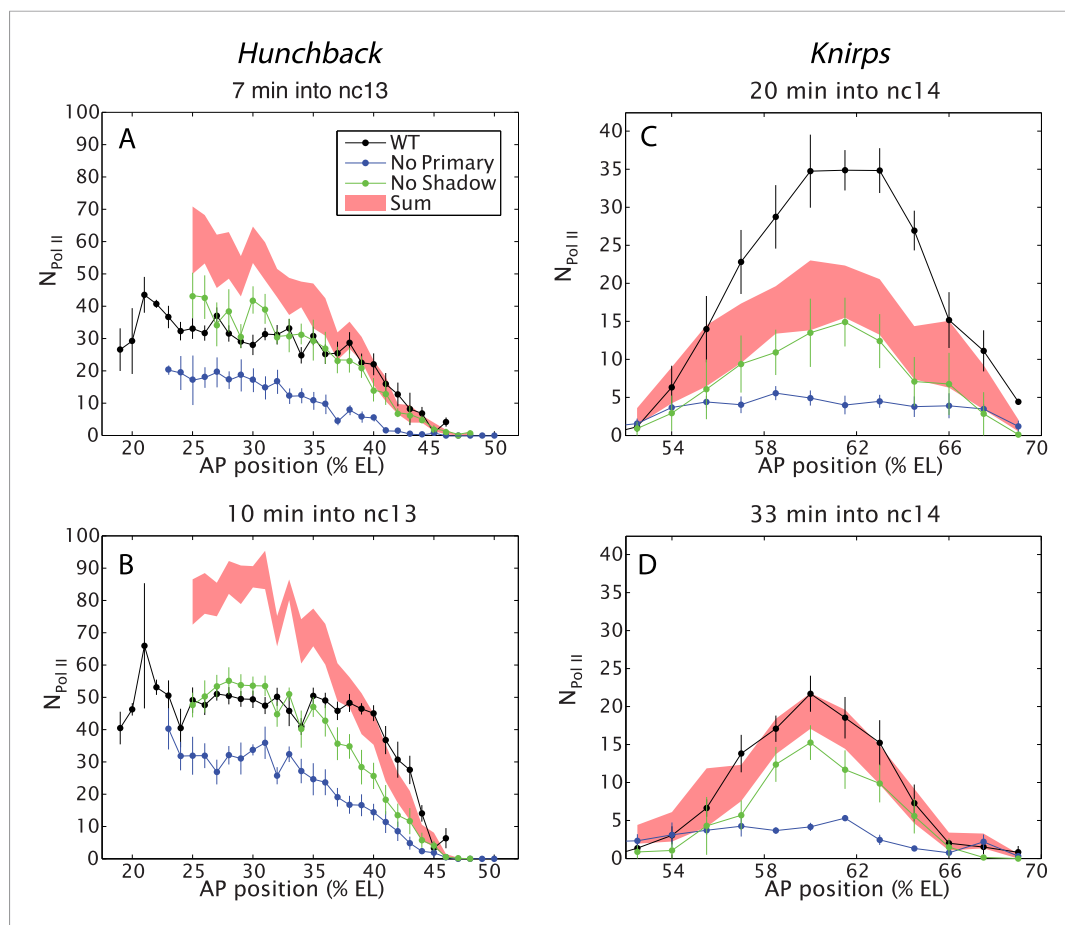 Hunchback
7 min into nc13
A
WT
No Primary
No Shadow
Sum
100
90
80
70
60
50
40
30
20
10
0
N_Pol II
20 25 30 35 40 45 50
AP position (% EL)
Knirps
20 min into nc14
C
40
35
30
25
20
15
10
5
0
N_Pol II
54 58 62 66 70
AP position (% EL)
10 min into nc13
B
100
90
80
70
60
50
40
30
20
10
0
N_Pol II
20 25 30 35 40 45 50
AP position (% EL)
33 min into nc14
D
40
35
30
25
20
15
10
5
0
N_Pol II
54 58 62 66 70
AP position (% EL)